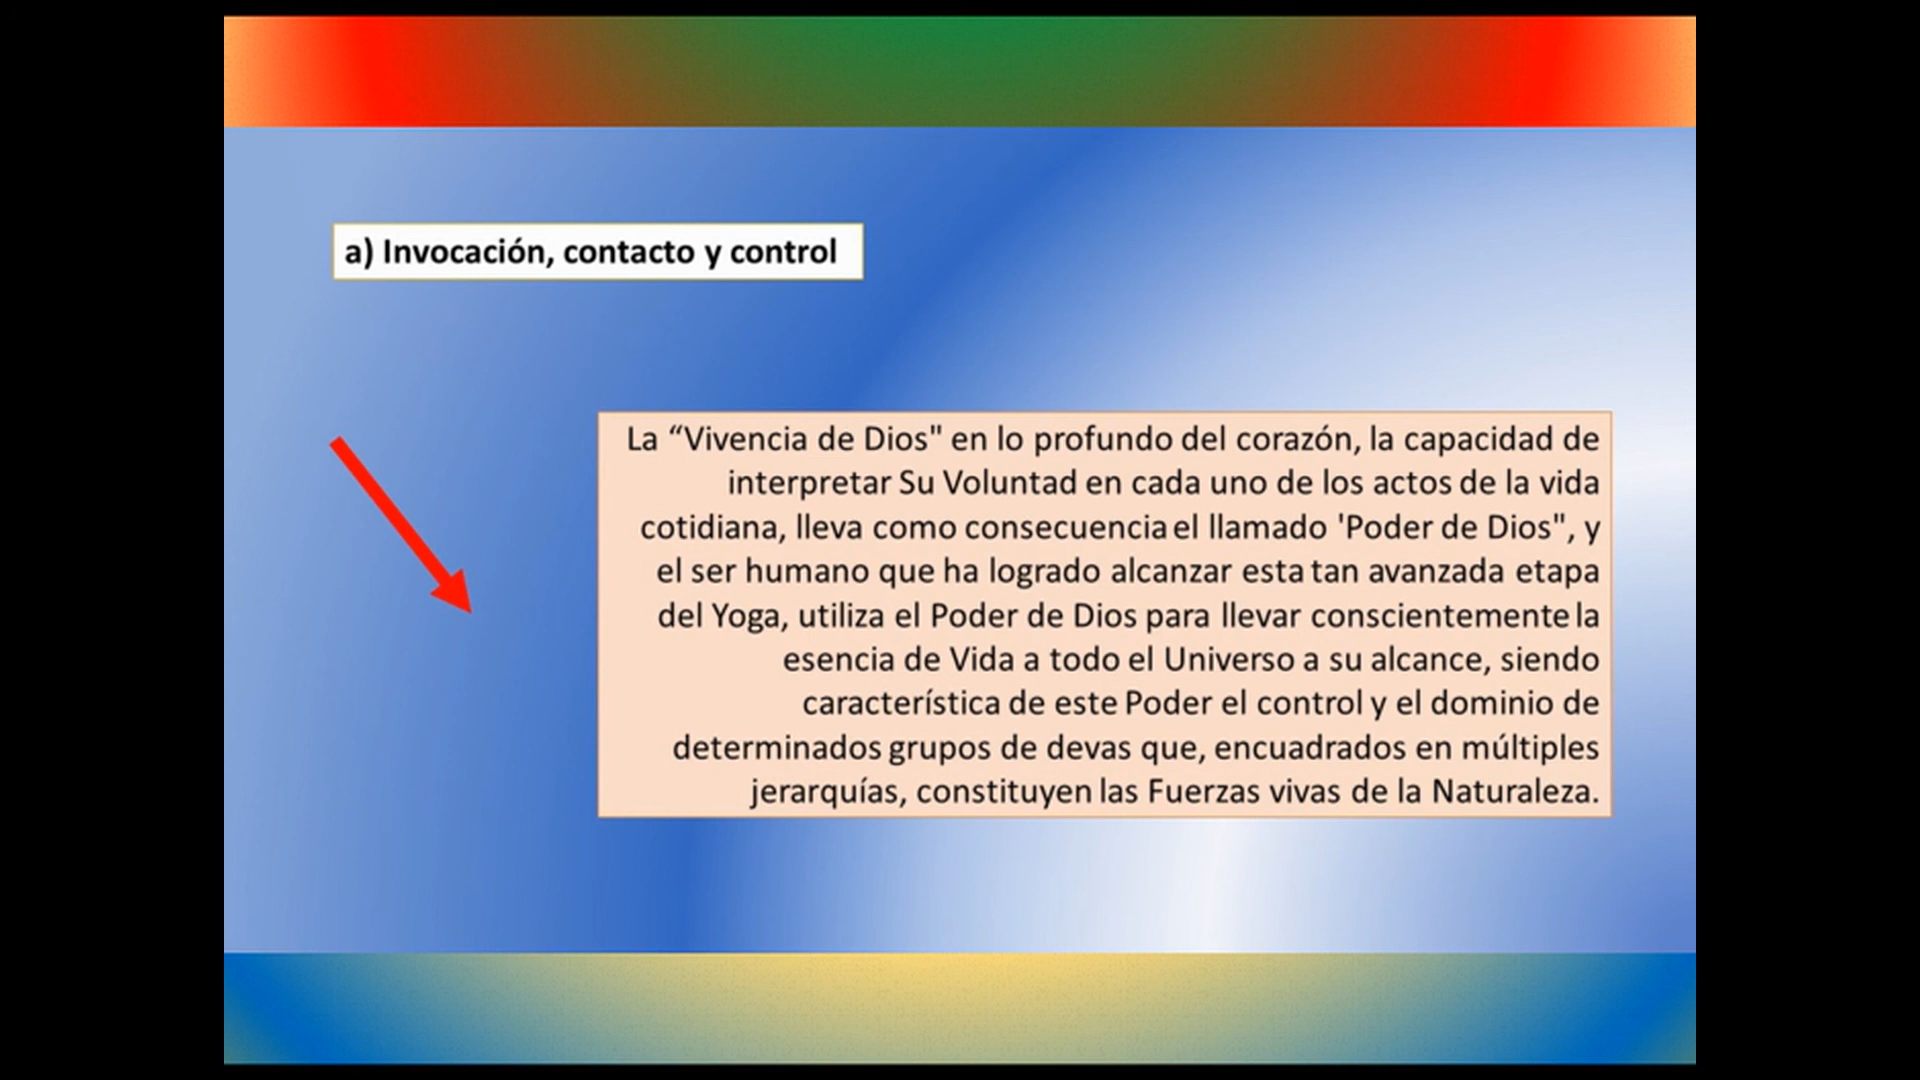 a) Invocación, contacto y control
La “Vivencia de Dios" en lo profundo del corazón, la capacidad de
interpretar Su Voluntad en cada uno de los actos de la vida
cotidiana, lleva como consecuencia el llamado 'Poder de Dios", y
el ser humano que ha logrado alcanzar esta tan avanzada etapa
del Yoga, utiliza el Poder de Dios para llevar conscientemente la
esencia de Vida a todo el Universo a su alcance, siendo
característica de este Poder el control y el dominio de
determinados grupos de devas que, encuadrados en múltiples
jerarquías, constituyen las Fuerzas vivas de la Naturaleza.